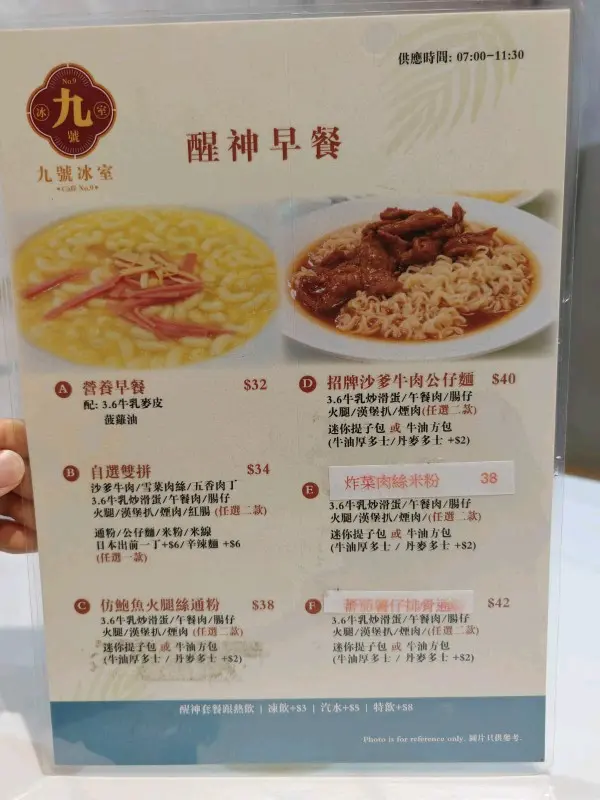 供應時間: 07:00-11:30
No.9
冰 九 室
號
九號冰室
Café No.9
醒神早餐
A 營養早餐 $32
配: 3.6牛乳麥皮
菠蘿油
B 自選雙拼 $34
沙爹牛肉/雪菜肉絲/五香肉丁
3.6牛乳炒滑蛋/午餐肉/腸仔
火腿/漢堡扒/煙肉/紅腸 (任選二款)
通粉/公仔麵/米粉/米線
日本出前一丁+$6/辛辣麵 +$6
(任選一款)
C 仿鮑魚火腿絲通粉 $38
3.6牛乳炒滑蛋/午餐肉/腸仔
火腿/漢堡扒/煙肉 (任選二款)
迷你提子包 或 牛油方包
(牛油厚多士/丹麥多士 +$2)
D 招牌沙爹牛肉公仔麵 $40
3.6牛乳炒滑蛋/午餐肉/腸仔
火腿/漢堡扒/煙肉(任選二款)
迷你提子包 或 牛油方包
(牛油厚多士/丹麥多士 +$2)
E 炸菜肉絲米粉 38
3.6牛乳炒滑蛋/午餐肉/腸仔
火腿/漢堡扒/煙肉(任選二款)
迷你提子包 或 牛油方包
(牛油厚多士/丹麥多士 +$2)
F 番茄薯仔排骨通 $42
3.6牛乳炒滑蛋/午餐肉/腸仔
火腿/漢堡扒/煙肉(任選二款)
迷你提子包 或 牛油方包
(牛油厚多士/丹麥多士 +$2)
醒神套餐跟熱飲 | 凍飲+$3 | 汽水+$8 | 特飲+$8
Photo is for reference only. 圖片只供參考.